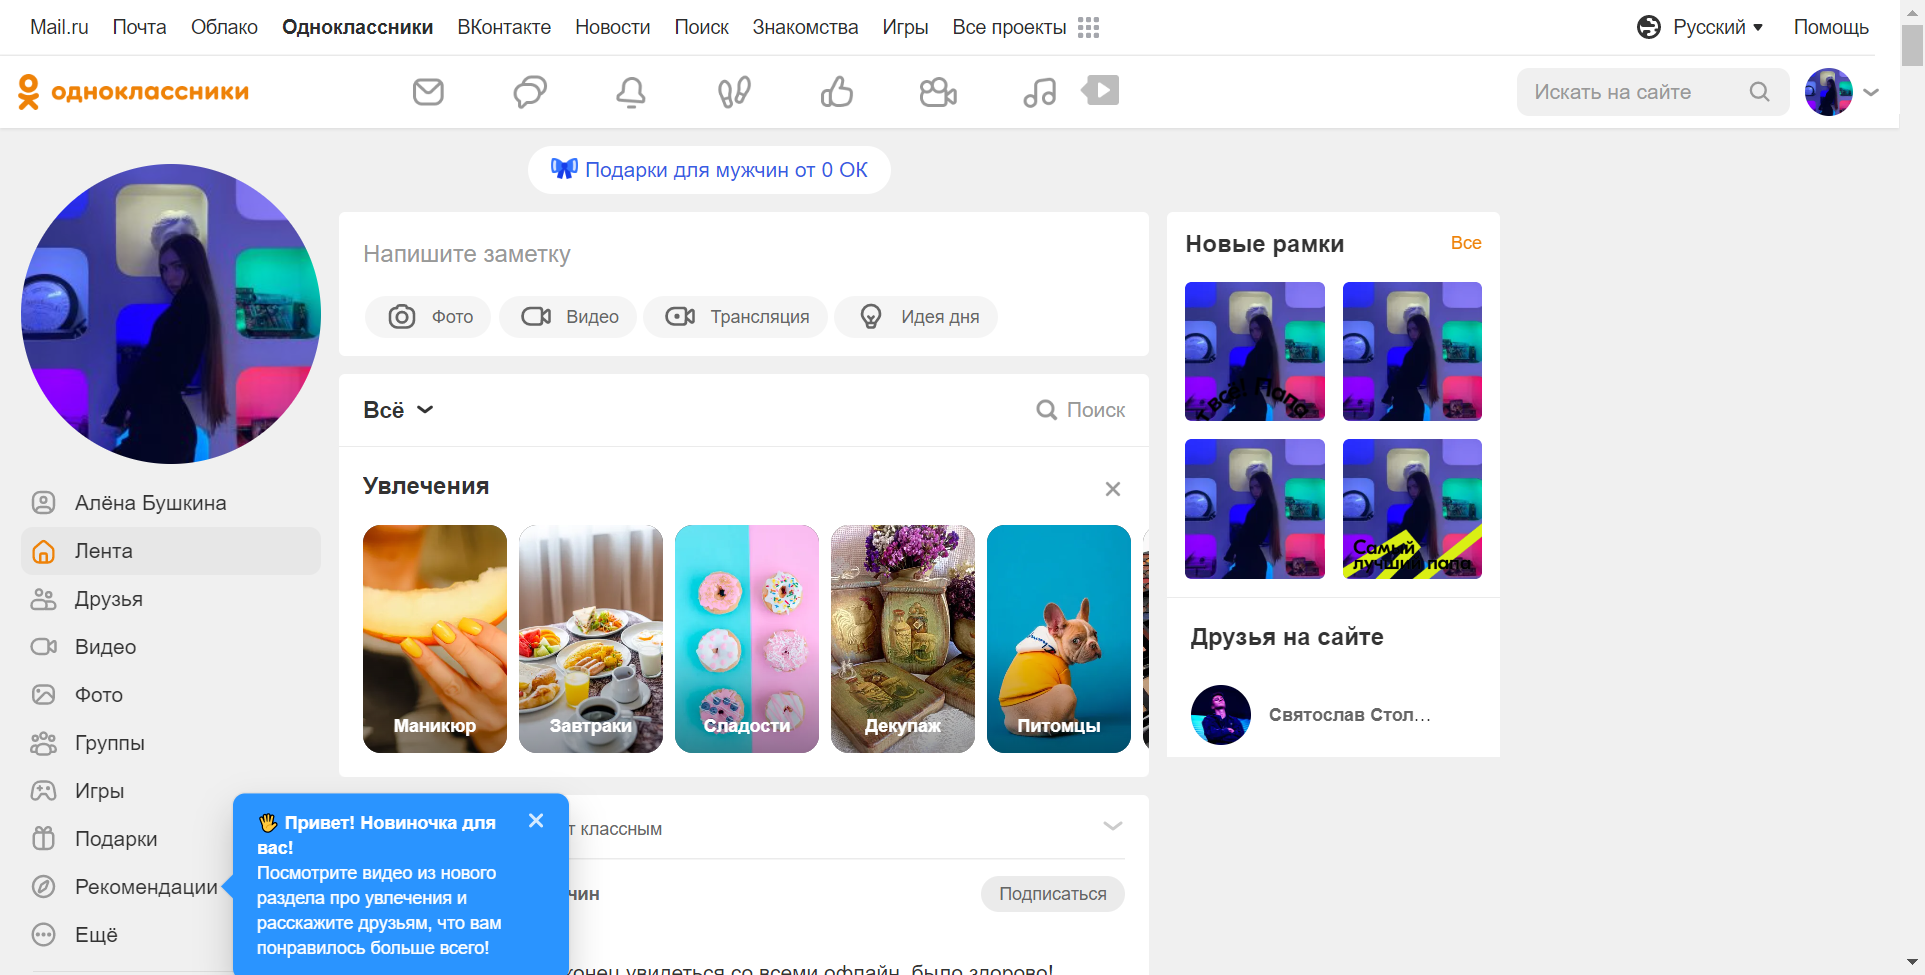 Mail.ru Почта Облако Одноклассники ВКонтакте Новости Поиск Знакомства Игры Все проекты Русский Помощь
одноклассники Искать на сайте
Подарки для мужчин от 0 ОК
Напишите заметку
Фото Видео Трансляция Идея дня
Всё Поиск
Увлечения
Маникюр Завтраки Сладости Декупаж Питомцы
Новые рамки Все
т всё! Папа
Самый
лучший папа
Друзья на сайте
Святослав Стол...
Алёна Бушкина
Лента
Друзья
Видео
Фото
Группы
Игры
Подарки
Рекомендации
Ещё
Привет! Новиночка для
вас!
Посмотрите видео из нового
раздела про увлечения и
расскажите друзьям, что вам
понравилось больше всего!
т классным
чин Подписаться
конец увидеться со всеми офлайн, было здорово!